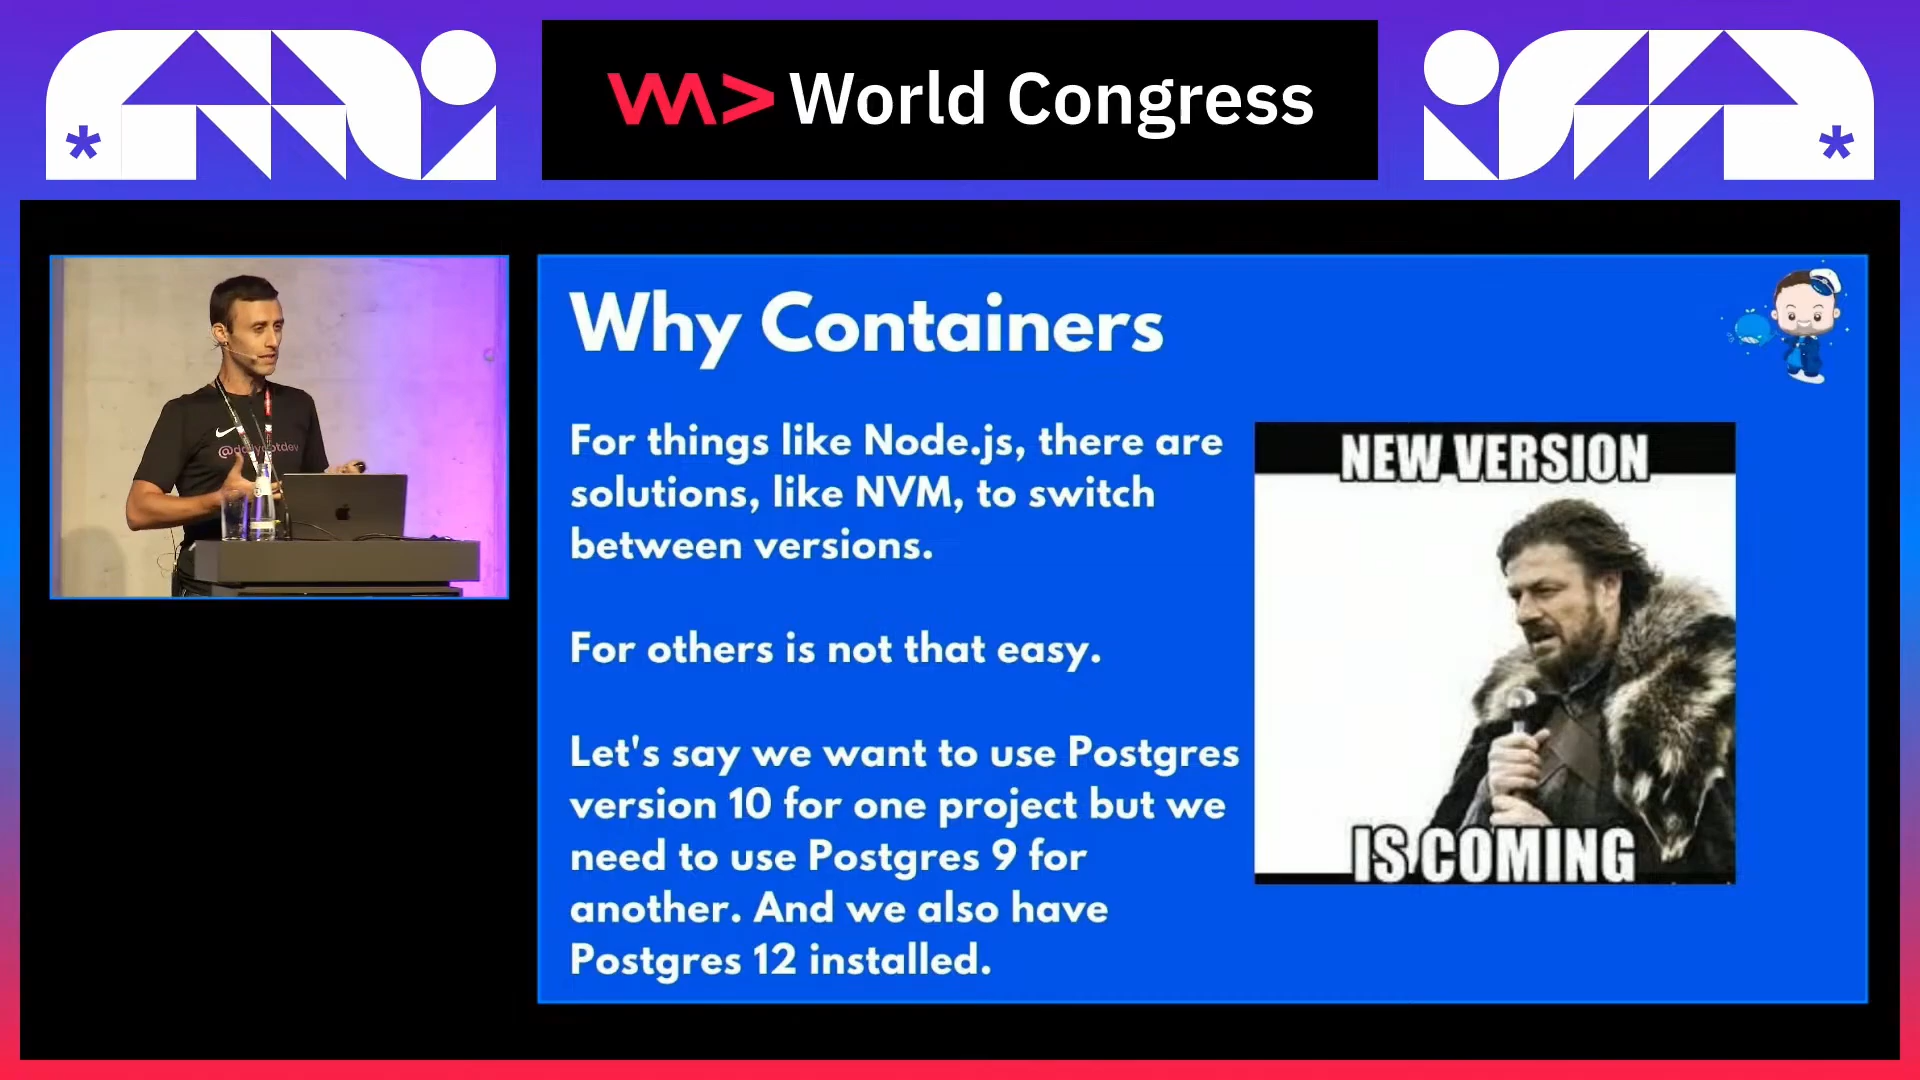 World Congress
@dailydotdev
Why Containers
For things like Node.js, there are
solutions, like NVM, to switch
between versions.
For others is not that easy.
Let's say we want to use Postgres
version 10 for one project but we
need to use Postgres 9 for
another. And we also have
Postgres 12 installed.
NEW VERSION
IS COMING